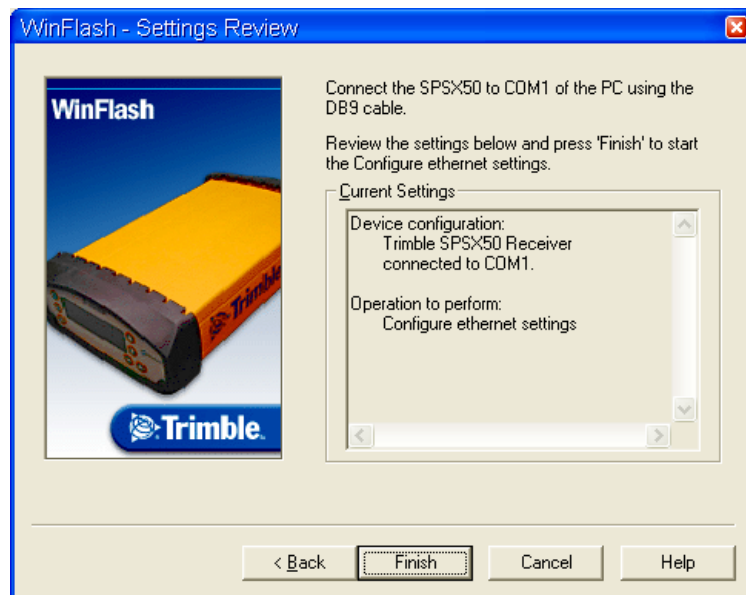 WinFlash - Settings Review
WinFlash
Trimble
Trimble.
Connect the SPSX50 to COM1 of the PC using the
DB9 cable.
Review the settings below and press 'Finish' to start
the Configure ethernet settings.
Current Settings
Device configuration:
Trimble SPSX50 Receiver
connected to COM1.
Operation to perform:
Configure ethernet settings
< Back
Finish
Cancel
Help